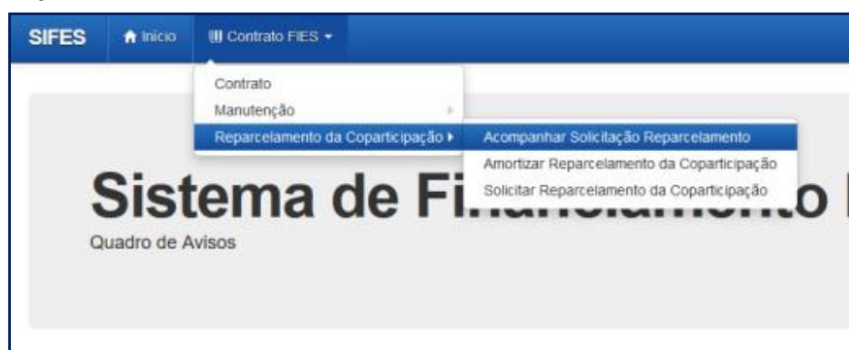 SIFES Início Contrato FIES
Contrato
Manutenção
Reparcelamento da Coparticipação Acompanhar Solicitação Reparcelamento
Amortizar Reparcelamento da Coparticipação
Solicitar Reparcelamento da Coparticipação
Sistema de
Quadro de Avisos